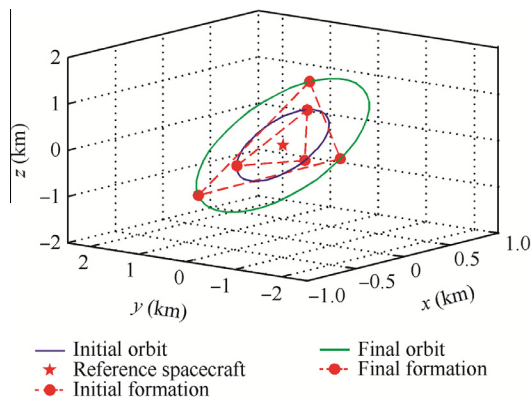 2
1
0
−1
−2
z (km)
2
1
0
−1
−2
y (km)
−1.0
−0.5
0
0.5
1.0
x (km)
Initial orbit
Final orbit
Reference spacecraft
Final formation
Initial formation